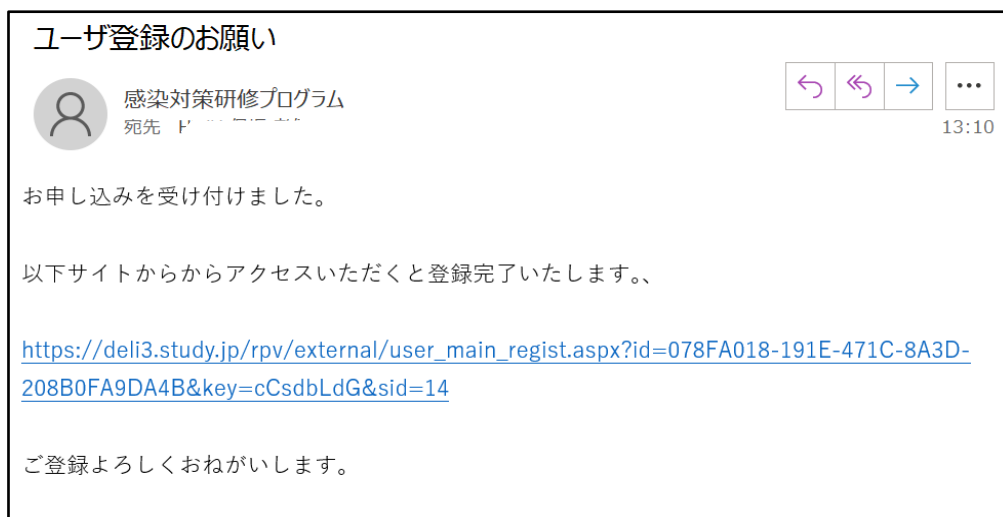 ユーザ登録のお願い
感染対策研修プログラム
宛先
13:10
お申し込みを受け付けました。
以下サイトからからアクセスいただくと登録完了いたします。、
https://deli3.study.jp/rpv/external/user_main_regist.aspx?id=078FA018-191E-471C-8A3D-
208B0FA9DA4B&key=cCsdbLdG&sid=14
ご登録よろしくおねがいします。